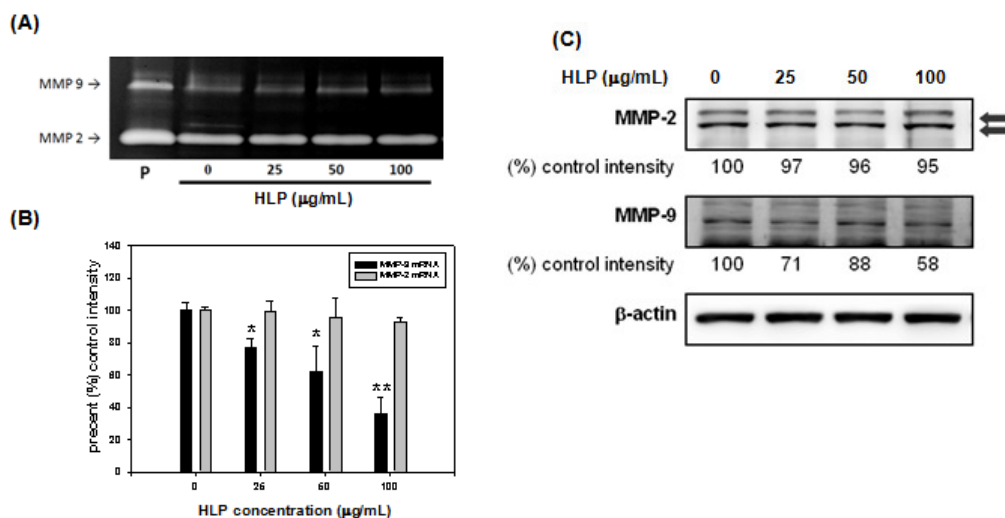 (A)
MMP 9 →
MMP 2 →
P 0 25 50 100
HLP (µg/mL)
(B)
140
120
100
80
60
40
20
0
precent (%) control intensity
MMP-9 mRNA
MMP-2 mRNA
* * **
0 26 60 100
HLP concentration (µg/mL)
(C)
HLP (µg/mL) 0 25 50 100
MMP-2
(%) control intensity 100 97 96 95
MMP-9
(%) control intensity 100 71 88 58
β-actin